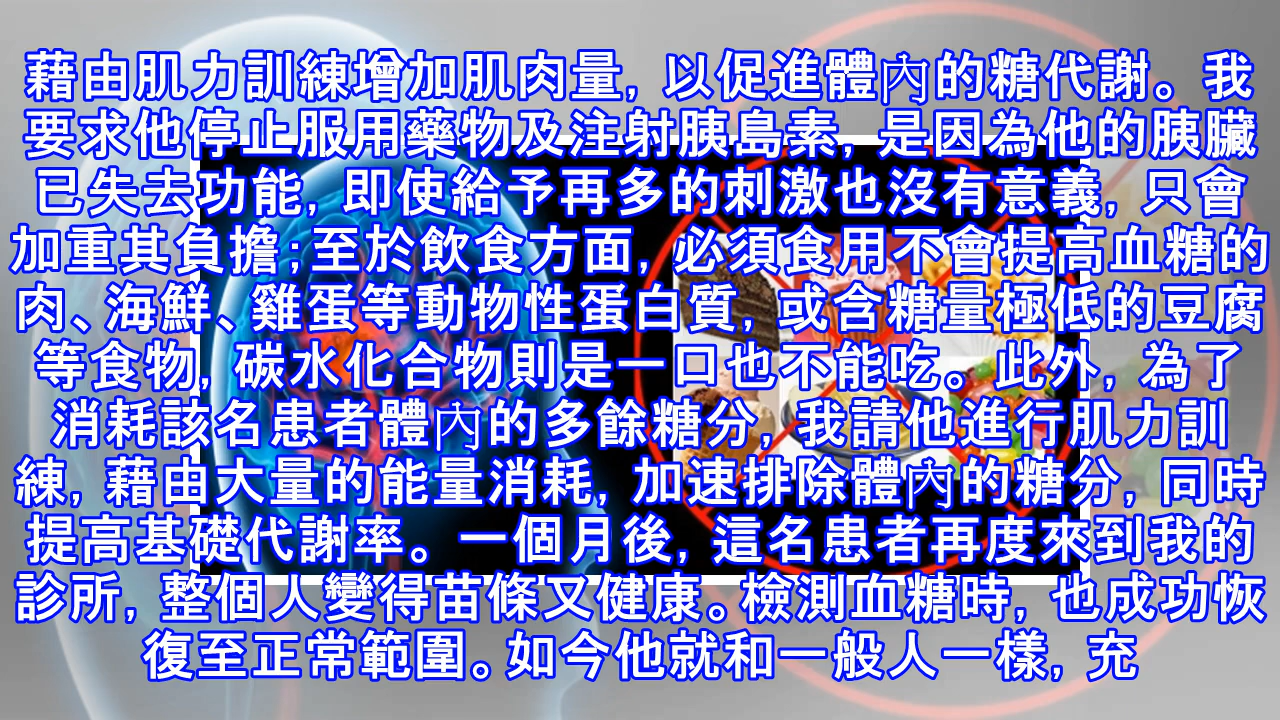 藉由肌力訓練增加肌肉量, 以促進體內的糖代謝。我
要求他停止服用藥物及注射胰島素, 是因為他的胰臟
已失去功能, 即使給予再多的刺激也沒有意義, 只會
加重其負擔;至於飲食方面, 必須食用不會提高血糖的
肉、海鮮、雞蛋等動物性蛋白質, 或含糖量極低的豆腐
等食物, 碳水化合物則是一口也不能吃。此外, 為了
消耗該名患者體內的多餘糖分, 我請他進行肌力訓
練, 藉由大量的能量消耗, 加速排除體內的糖分, 同時
提高基礎代謝率。一個月後, 這名患者再度來到我的
診所, 整個人變得苗條又健康。檢測血糖時, 也成功恢
復至正常範圍。如今他就和一般人一樣, 充